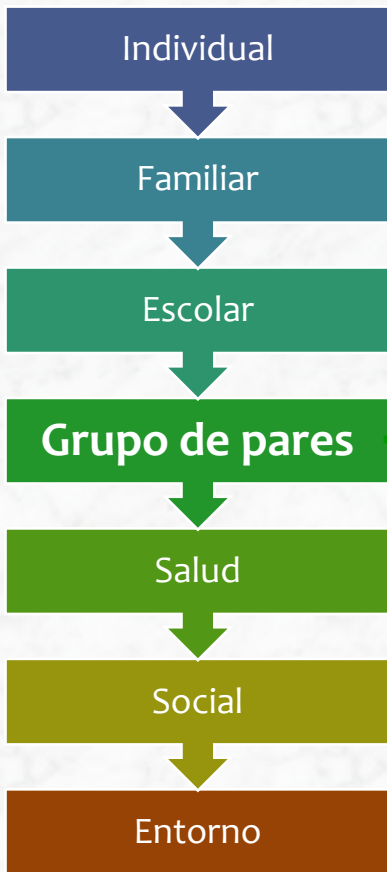 Individual
Familiar
Escolar
Grupo de pares
Salud
Social
Entorno